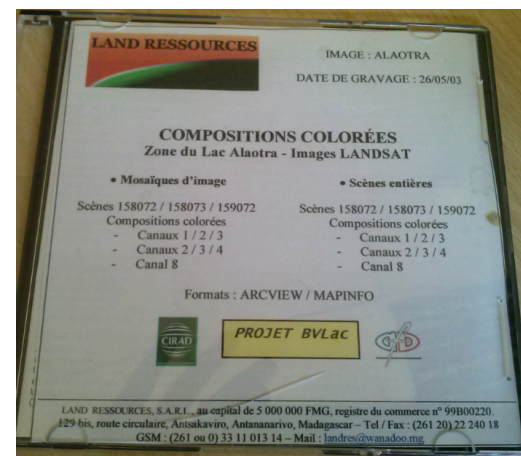 LAND RESSOURCES
IMAGE : ALAOTRA
DATE DE GRAVAGE : 26/05/03
COMPOSITIONS COLORÉES
Zone du Lac Alaotra - Images LANDSAT
• Mosaïques d'image
Scènes 158072 / 158073 / 159072
Compositions colorées
- Canaux 1 / 2 / 3
- Canaux 2 / 3 / 4
- Canal 8
• Scènes entières
Scènes 158072 / 158073 / 159072
Compositions colorées
- Canaux 1 / 2 / 3
- Canaux 2 / 3 / 4
- Canal 8
Formats : ARCVIEW / MAPINFO
CIRAD
PROJET BVLac
LAND RESSOURCES, S.A.R.L., au capital de 5 000 000 FMG, registre du commerce n° 99B00220.
129 bis, route circulaire, Antsakaviro, Antananarivo, Madagascar – Tel / Fax : (261 20) 22 240 18
GSM : (261 ou 0) 33 11 013 14 – Mail : landres@wanadoo.mg